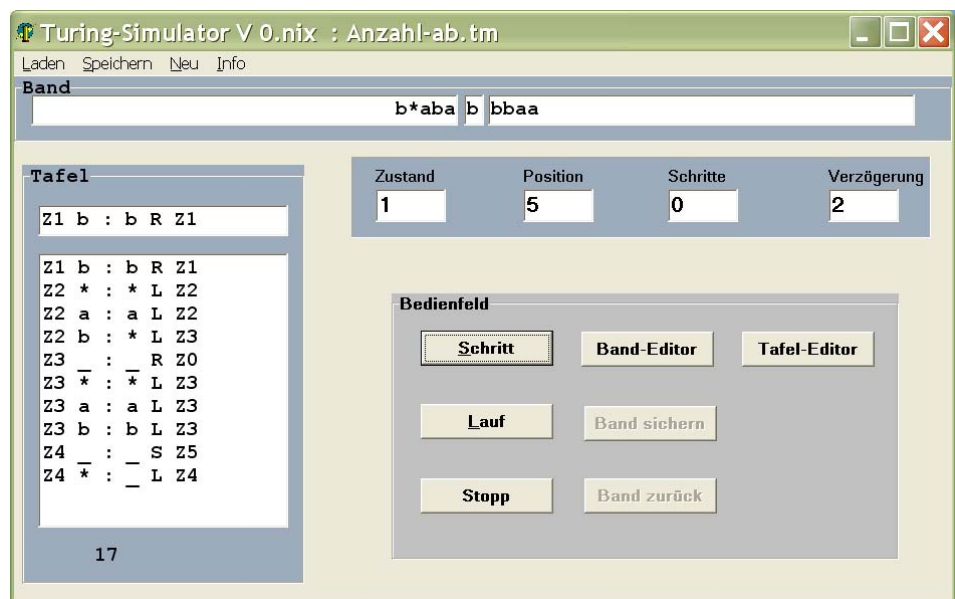 Turing-Simulator V 0.nix : Anzahl-ab.tm
Laden Speichern Neu Info
Band
b*aba b bbaa
Tafel
Z1 b : b R Z1
Z1 b : b R Z1
Z2 * : * L Z2
Z2 a : a L Z2
Z2 b : * L Z3
Z3 _ : _ R Z0
Z3 * : * L Z3
Z3 a : a L Z3
Z3 b : b L Z3
Z4 _ : _ S Z5
Z4 * : _ L Z4
17
Zustand Position Schritte Verzögerung
1 5 0 2
Bedienfeld
Schritt Band-Editor Tafel-Editor
Lauf Band sichern
Stopp Band zurück